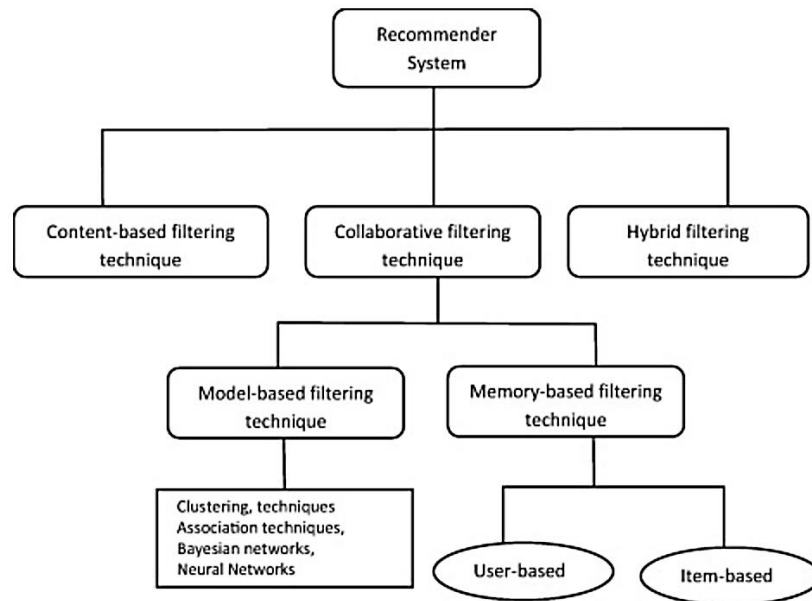 Recommender
System
Content-based filtering
technique
Collaborative filtering
technique
Hybrid filtering
technique
Model-based filtering
technique
Memory-based filtering
technique
Clustering, techniques
Association techniques,
Bayesian networks,
Neural Networks
User-based
Item-based